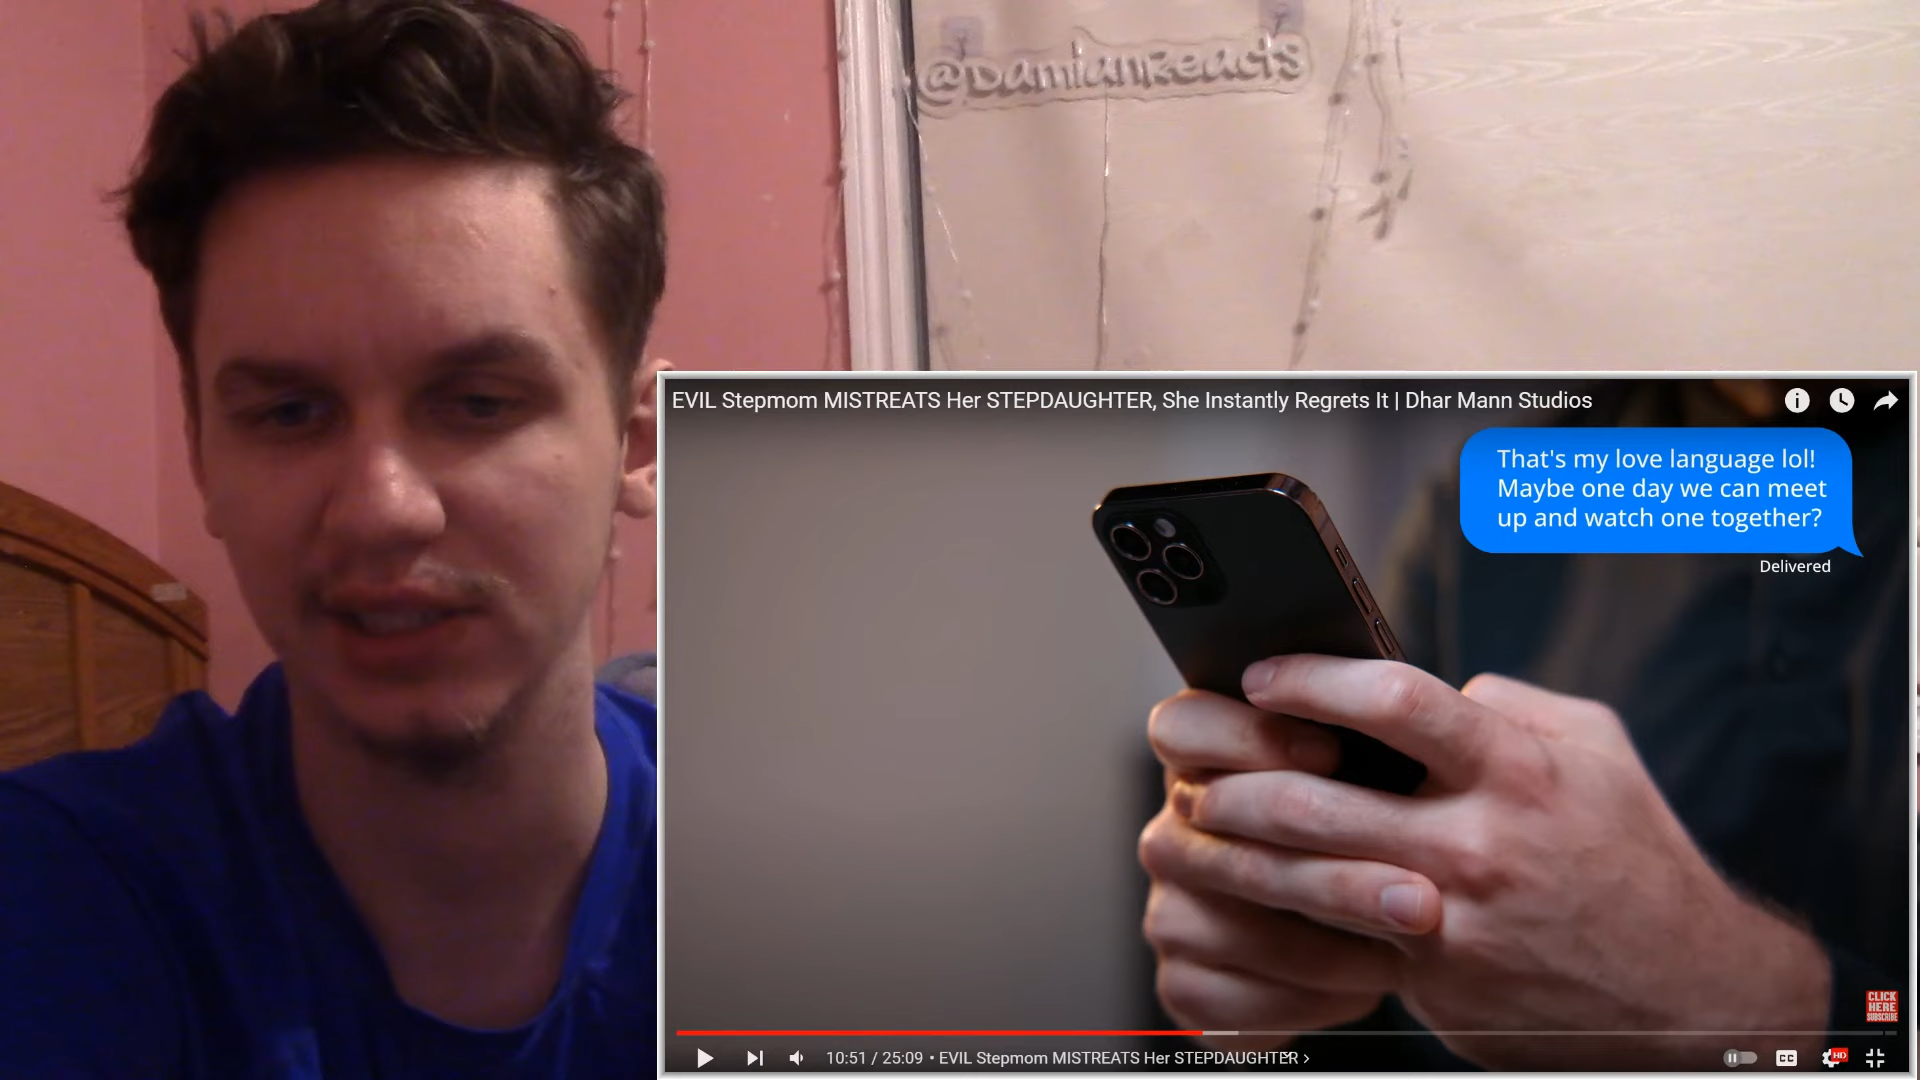 @DamianReacts
EVIL Stepmom MISTREATS Her STEPDAUGHTER, She Instantly Regrets It | Dhar Mann Studios
That's my love language lol!
Maybe one day we can meet
up and watch one together?
Delivered
CLICK
HERE
SUBSCRIBE
10:51 / 25:09 • EVIL Stepmom MISTREATS Her STEPDAUGHTER >
CC
HD